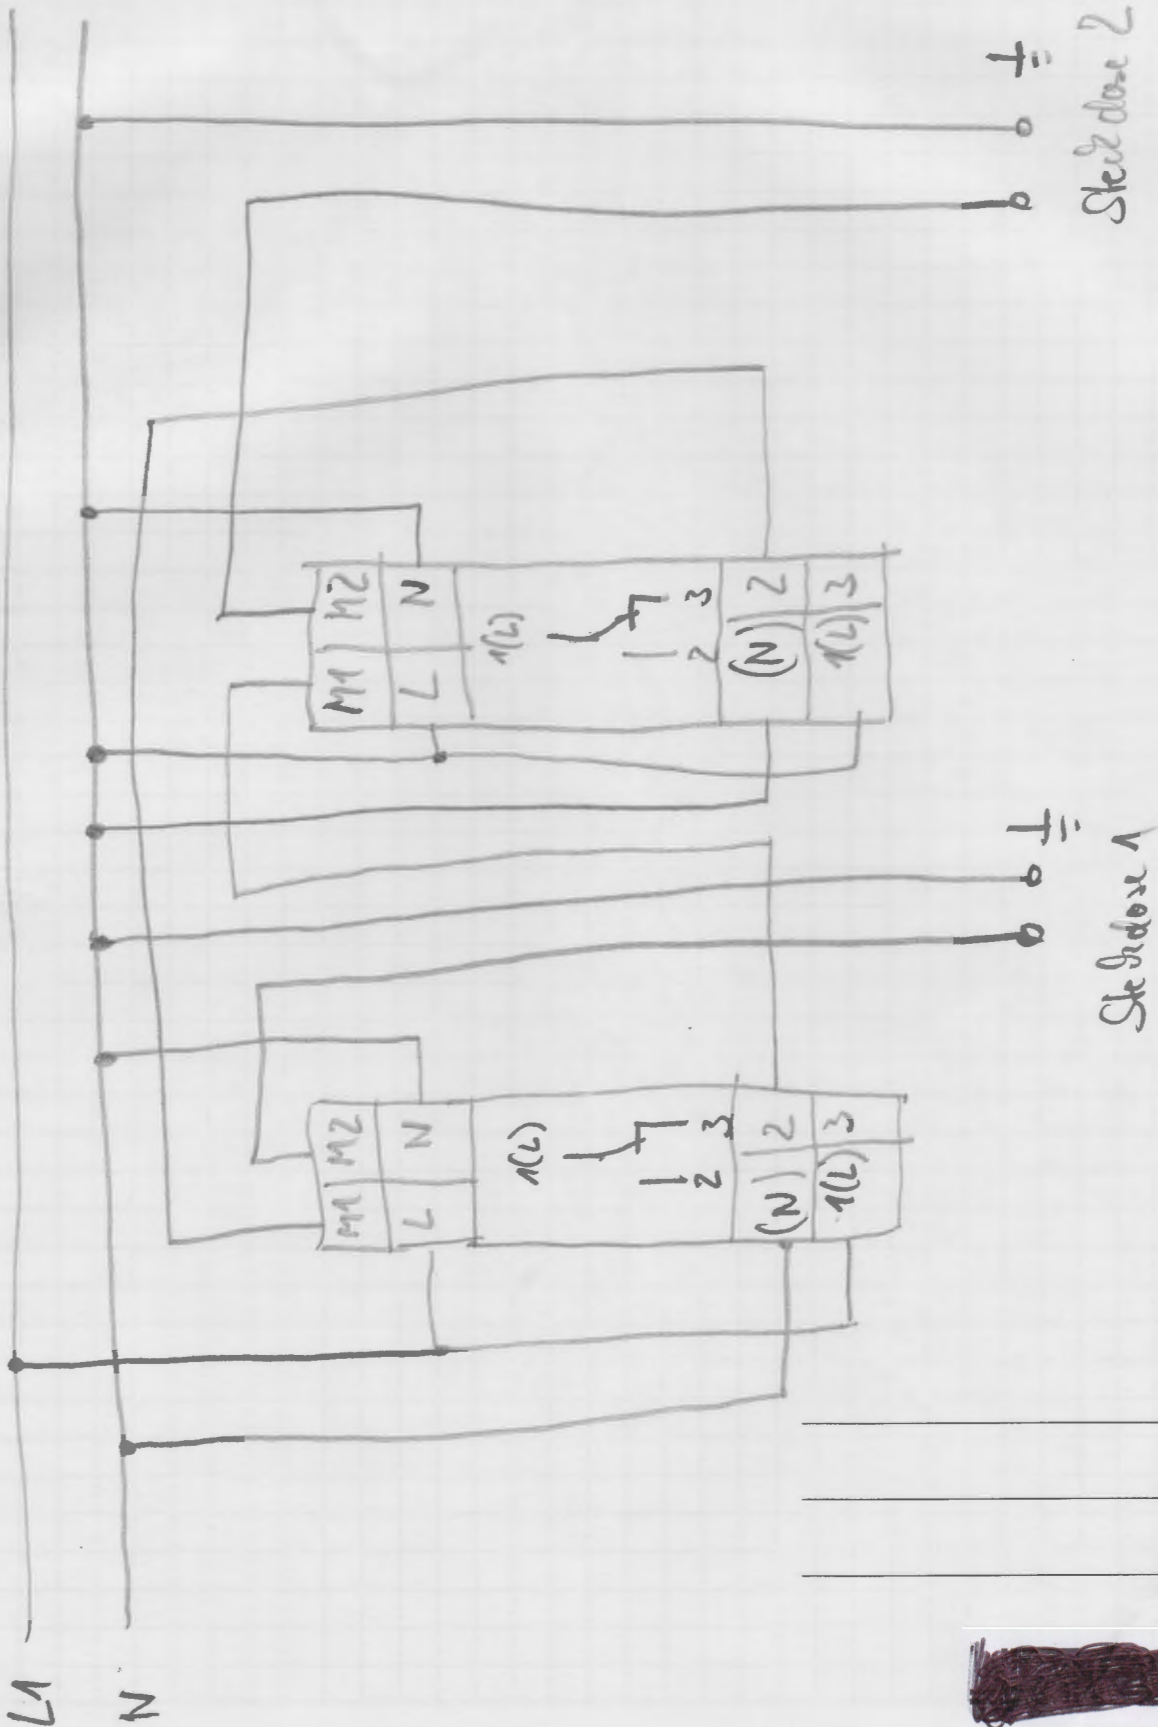 L1
N
M1 M2
L N
1(L)
2 3
(N) 2
1(L) 3
M1 M2
L N
1(L)
2 3
(N) 2
1(L) 3
Steckdose 1
Steckdose 2